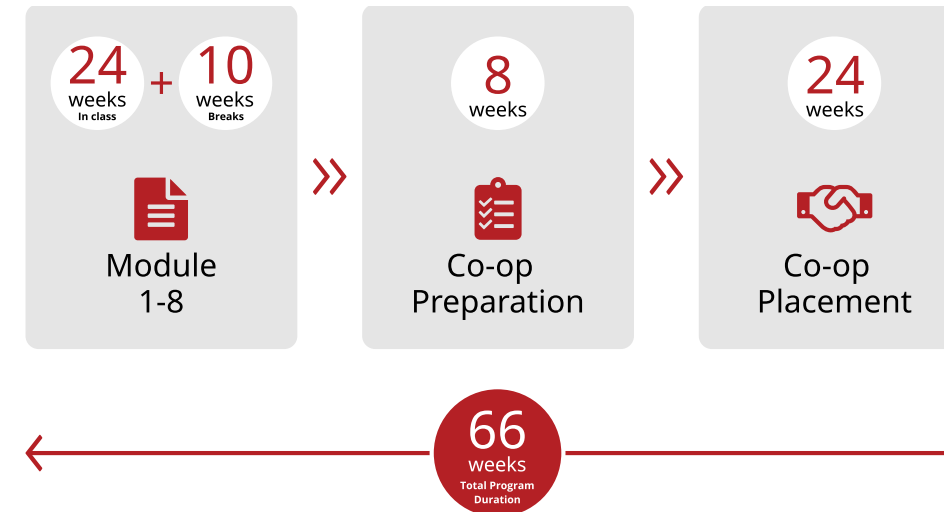 24
weeks
In class
+
10
weeks
Breaks
Module
1-8
8
weeks
Co-op
Preparation
24
weeks
Co-op
Placement
66
weeks
Total Program
Duration